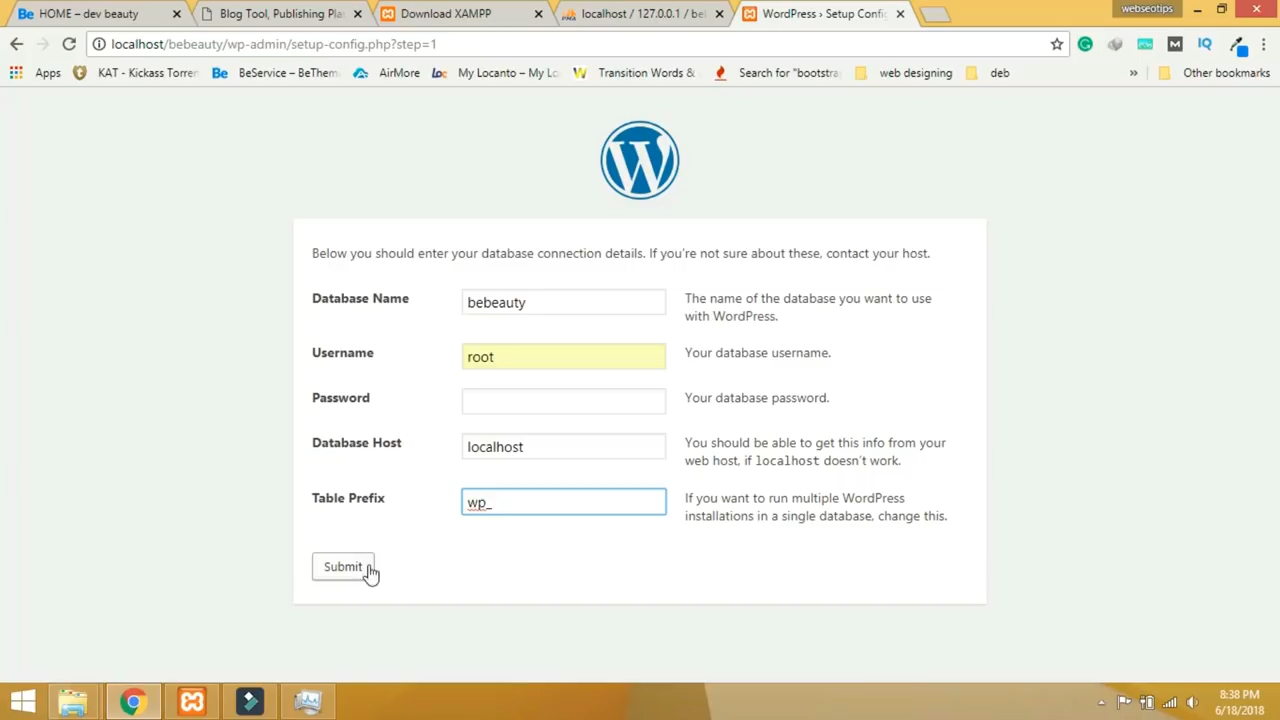 Be HOME – dev beauty
Blog Tool, Publishing Pla
Download XAMPP
localhost / 127.0.0.1 / be
WordPress › Setup Config
webseotips
localhost/bebeauty/wp-admin/setup-config.php?step=1
Apps
KAT - Kickass Torren
Be BeService – BeThem
AirMore
Loc My Locanto – My Lo
Transition Words &
Search for "bootstra
web designing
deb
»
Other bookmarks
W
Below you should enter your database connection details. If you're not sure about these, contact your host.
Database Name
bebeauty
The name of the database you want to use
with WordPress.
Username
root
Your database username.
Password
Your database password.
Database Host
localhost
You should be able to get this info from your
web host, if localhost doesn't work.
Table Prefix
wp_
If you want to run multiple WordPress
installations in a single database, change this.
Submit
8:38 PM
6/18/2018